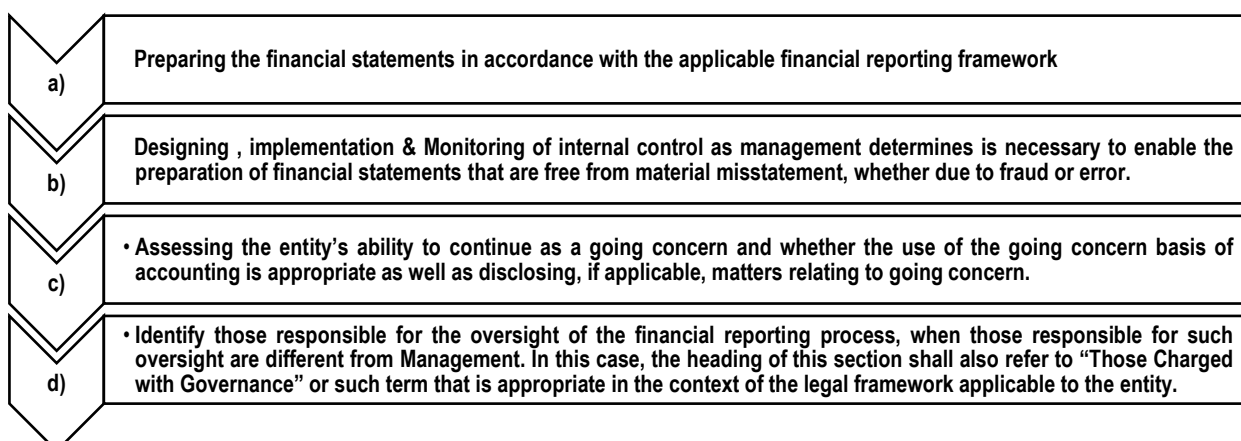 a)
Preparing the financial statements in accordance with the applicable financial reporting framework
b)
Designing , implementation & Monitoring of internal control as management determines is necessary to enable the
preparation of financial statements that are free from material misstatement, whether due to fraud or error.
c)
• Assessing the entity’s ability to continue as a going concern and whether the use of the going concern basis of
accounting is appropriate as well as disclosing, if applicable, matters relating to going concern.
d)
• Identify those responsible for the oversight of the financial reporting process, when those responsible for such
oversight are different from Management. In this case, the heading of this section shall also refer to “Those Charged
with Governance” or such term that is appropriate in the context of the legal framework applicable to the entity.